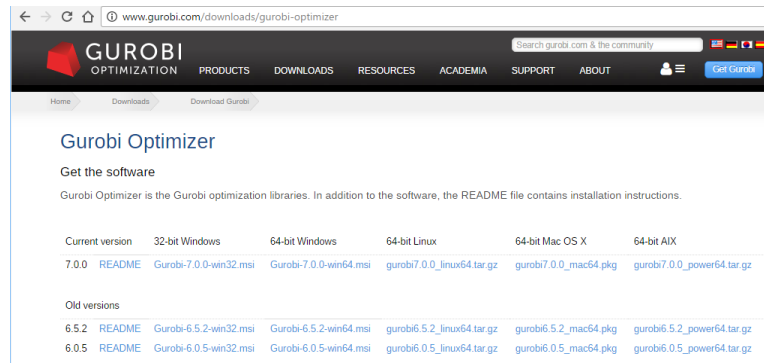 www.gurobi.com/downloads/gurobi-optimizer
GUROBI
OPTIMIZATION
Search gurobi.com & the community
PRODUCTS DOWNLOADS RESOURCES ACADEMIA SUPPORT ABOUT Get Gurobi
Home Downloads Download Gurobi
Gurobi Optimizer
Get the software
Gurobi Optimizer is the Gurobi optimization libraries. In addition to the software, the README file contains installation instructions.
Current version 32-bit Windows 64-bit Windows 64-bit Linux 64-bit Mac OS X 64-bit AIX
7.0.0 README Gurobi-7.0.0-win32.msi Gurobi-7.0.0-win64.msi gurobi7.0.0_linux64.tar.gz gurobi7.0.0_mac64.pkg gurobi7.0.0_power64.tar.gz
Old versions
6.5.2 README Gurobi-6.5.2-win32.msi Gurobi-6.5.2-win64.msi gurobi6.5.2_linux64.tar.gz gurobi6.5.2_mac64.pkg gurobi6.5.2_power64.tar.gz
6.0.5 README Gurobi-6.0.5-win32.msi Gurobi-6.0.5-win64.msi gurobi6.0.5_linux64.tar.gz gurobi6.0.5_mac64.pkg gurobi6.0.5_power64.tar.gz